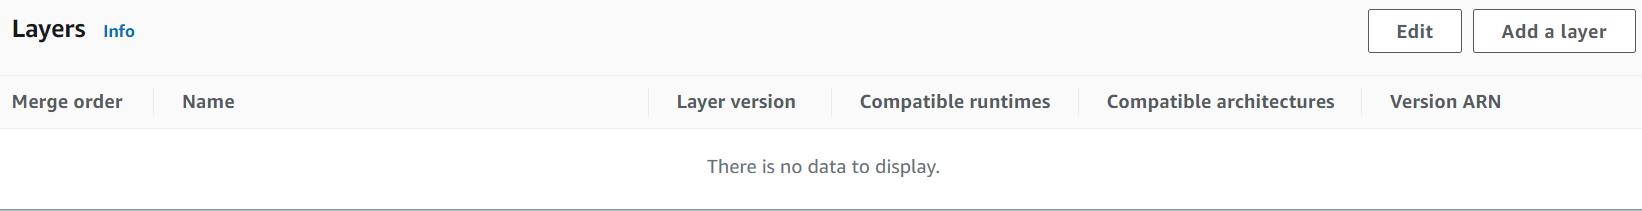 Layers Info Edit Add a layer
Merge order Name Layer version Compatible runtimes Compatible architectures Version ARN
There is no data to display.